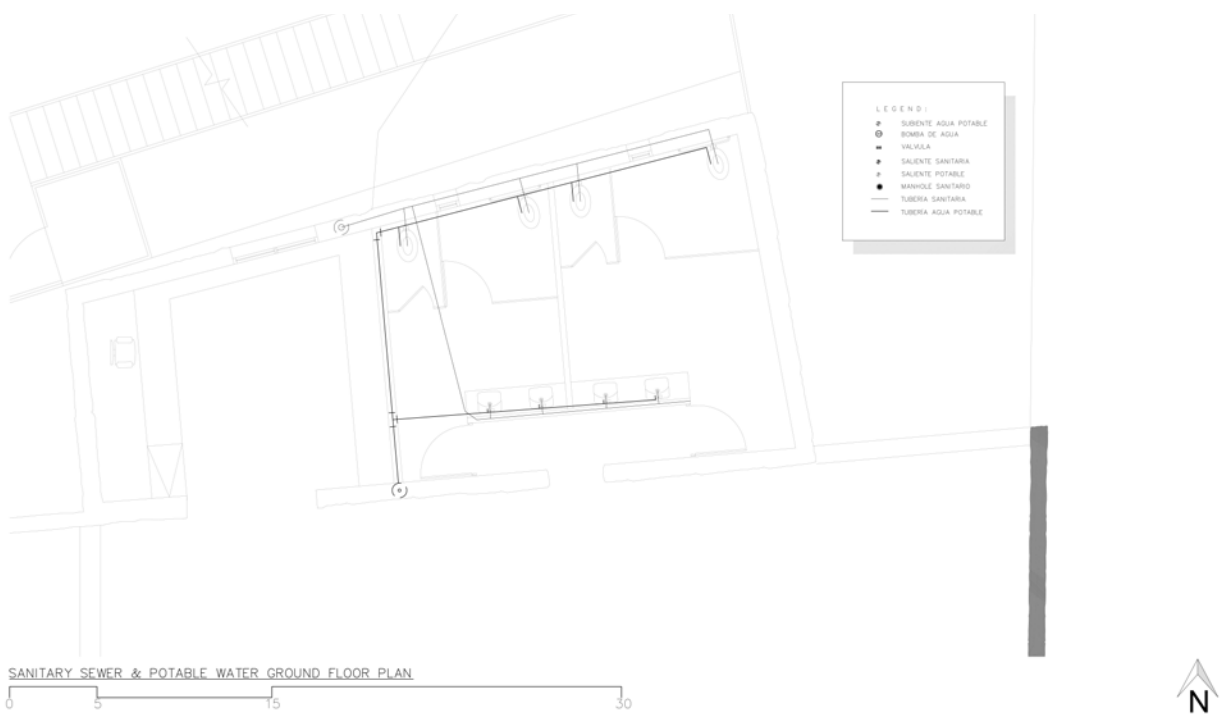 LEGEND:
SUBIENTE AGUA POTABLE
BOMBA DE AGUA
VALVULA
SALIENTE SANITARIA
SALIENTE POTABLE
MANHOLE SANITARIO
TUBERIA SANITARIA
TUBERIA AGUA POTABLE
SANITARY SEWER & POTABLE WATER GROUND FLOOR PLAN
0 5 15 30
N